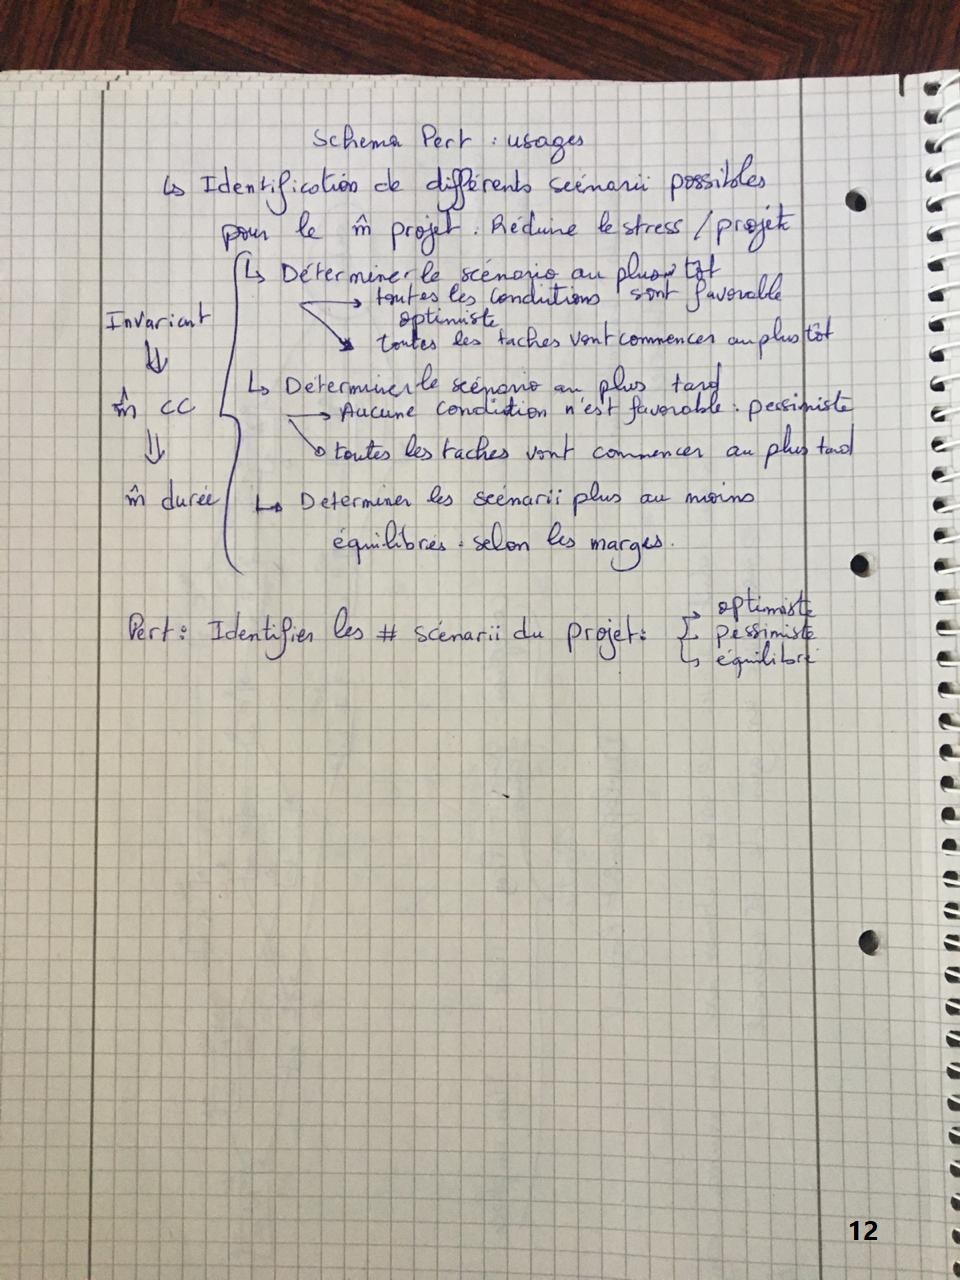 Schema Pert : usages
↳ Identification de différents scénarii possibles
pour le m̂ projet. Réduire le stress / projet
↳ Déterminer le scénario au plus tôt
→ toutes les conditions sont favorable
optimiste
→ toutes les taches vont commencer au plus tôt
↳ Déterminer le scénario au plus tard
→ Aucune condition n'est favorable : pessimiste
→ toutes les taches vont commencer au plus tard
↳ Determiner les scénarii plus au moins
équilibrés : selon les marges.
Invariant
⇓
m̂ CC
⇓
m̂ durée
Pert : Identifier les # scénarii du projet :
→ optimiste
→ pessimiste
↳ équilibré
12